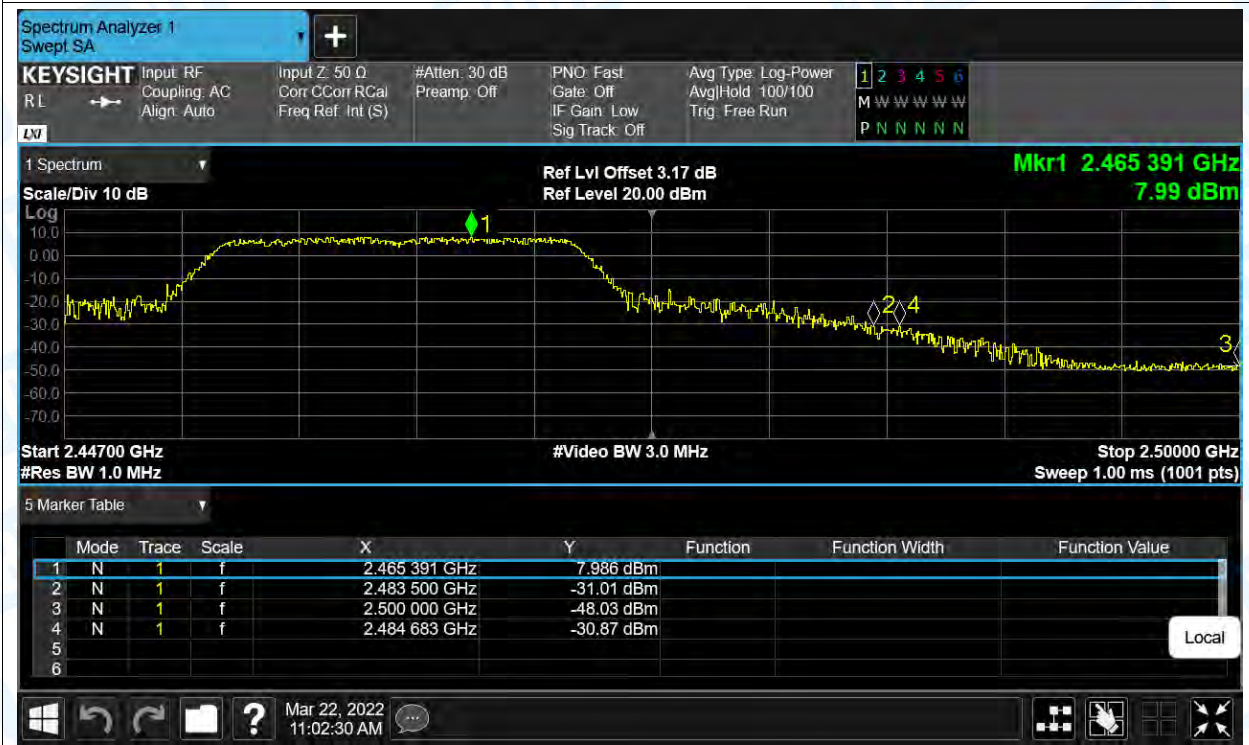 Spectrum Analyzer 1
Swept SA
+
KEYSIGHT
RL
LXI
Input: RF
Coupling: AC
Align: Auto
Input Z: 50 Ω
Corr CCorr RCal
Freq Ref: Int (S)
#Atten: 30 dB
Preamp: Off
PNO: Fast
Gate: Off
IF Gain: Low
Sig Track: Off
Avg Type: Log-Power
Avg|Hold: 100/100
Trig: Free Run
1 2 3 4 5 6
M W W W W W
P N N N N N
1 Spectrum
Scale/Div 10 dB
Ref Lvl Offset 3.17 dB
Ref Level 20.00 dBm
Mkr1 2.465 391 GHz
7.99 dBm
Log
10.0
0.00
-10.0
-20.0
-30.0
-40.0
-50.0
-60.0
-70.0
1
2 4
3
Start 2.44700 GHz
#Res BW 1.0 MHz
#Video BW 3.0 MHz
Stop 2.50000 GHz
Sweep 1.00 ms (1001 pts)
5 Marker Table
Mode Trace Scale X Y Function Function Width Function Value
1 N 1 f 2.465 391 GHz 7.986 dBm
2 N 1 f 2.483 500 GHz -31.01 dBm
3 N 1 f 2.500 000 GHz -48.03 dBm
4 N 1 f 2.484 683 GHz -30.87 dBm
5
6
Local
?
Mar 22, 2022
11:02:30 AM